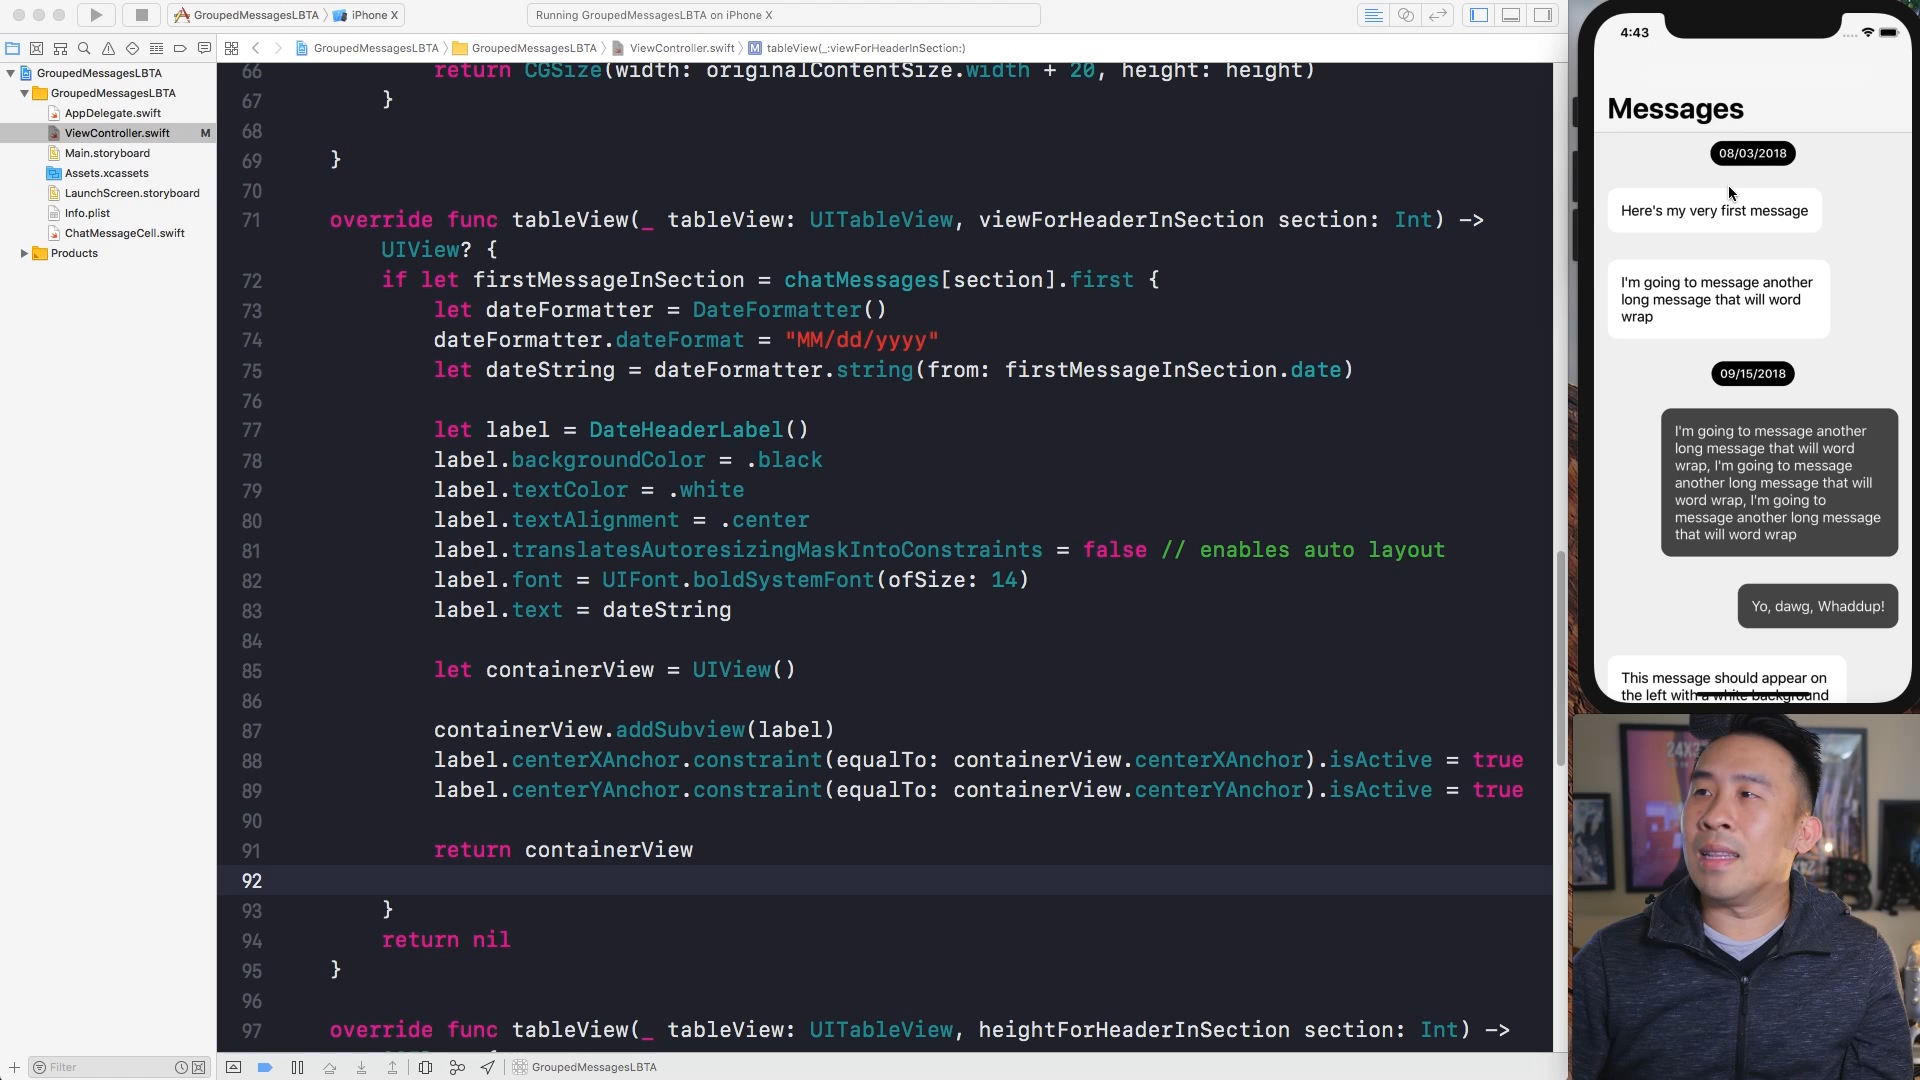 GroupedMessagesLBTA
iPhone X
Running GroupedMessagesLBTA on iPhone X
GroupedMessagesLBTA
GroupedMessagesLBTA
ViewController.swift
M
tableView(_:viewForHeaderInSection:)
GroupedMessagesLBTA
GroupedMessagesLBTA
AppDelegate.swift
ViewController.swift M
Main.storyboard
Assets.xcassets
LaunchScreen.storyboard
Info.plist
ChatMessageCell.swift
Products
Filter
66 return CGSize(width: originalContentSize.width + 20, height: height)
67 }
68
69 }
70
71 override func tableView(_ tableView: UITableView, viewForHeaderInSection section: Int) ->
UIView? {
72 if let firstMessageInSection = chatMessages[section].first {
73 let dateFormatter = DateFormatter()
74 dateFormatter.dateFormat = "MM/dd/yyyy"
75 let dateString = dateFormatter.string(from: firstMessageInSection.date)
76
77 let label = DateHeaderLabel()
78 label.backgroundColor = .black
79 label.textColor = .white
80 label.textAlignment = .center
81 label.translatesAutoresizingMaskIntoConstraints = false // enables auto layout
82 label.font = UIFont.boldSystemFont(ofSize: 14)
83 label.text = dateString
84
85 let containerView = UIView()
86
87 containerView.addSubview(label)
88 label.centerXAnchor.constraint(equalTo: containerView.centerXAnchor).isActive = true
89 label.centerYAnchor.constraint(equalTo: containerView.centerYAnchor).isActive = true
90
91 return containerView
92
93 }
94 return nil
95 }
96
97 override func tableView(_ tableView: UITableView, heightForHeaderInSection section: Int) ->
GroupedMessagesLBTA
4:43
Messages
08/03/2018
Here's my very first message
I'm going to message another
long message that will word
wrap
09/15/2018
I'm going to message another
long message that will word
wrap, I'm going to message
another long message that will
word wrap, I'm going to
message another long message
that will word wrap
Yo, dawg, Whaddup!
This message should appear on
the left with a white background